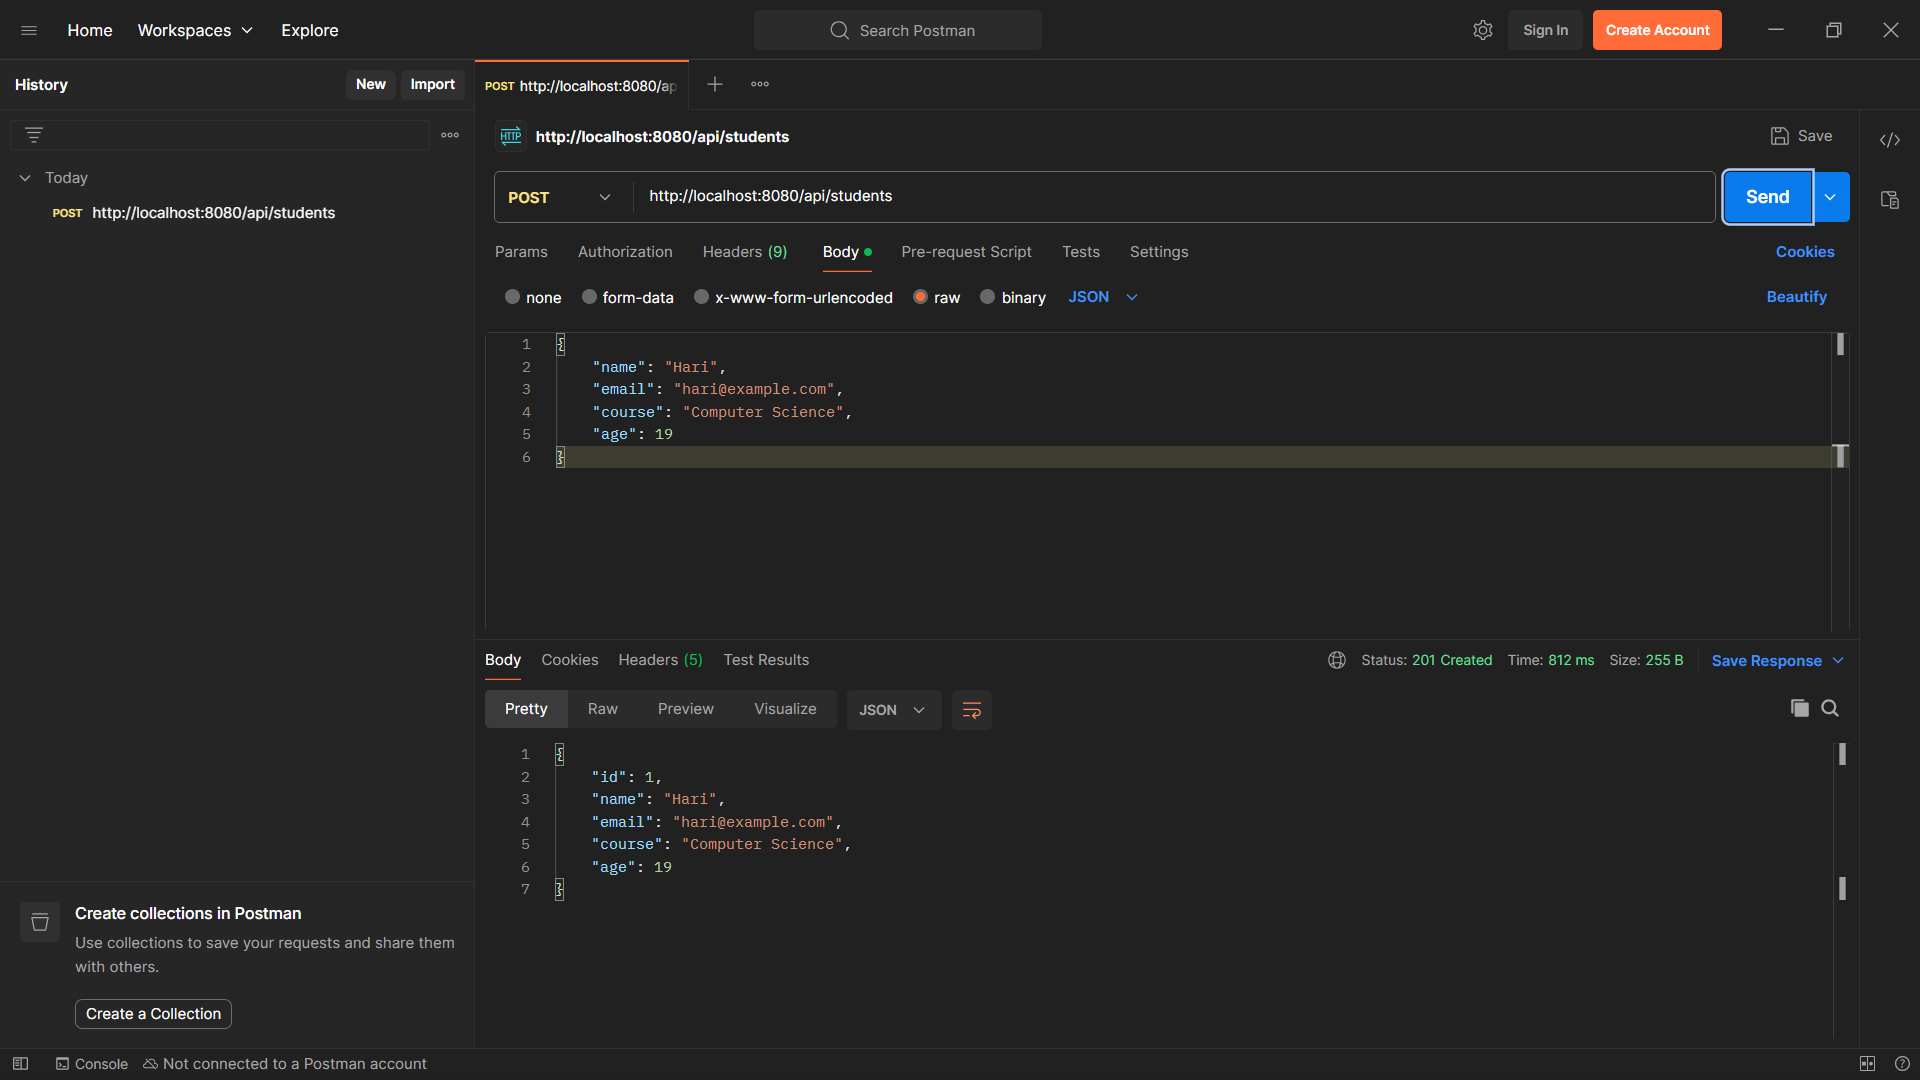 Home Workspaces Explore Search Postman Sign In Create Account
History New Import
POST http://localhost:8080/ap
HTTP http://localhost:8080/api/students Save
Today
POST http://localhost:8080/api/students
POST http://localhost:8080/api/students Send
Params Authorization Headers (9) Body Pre-request Script Tests Settings Cookies
none form-data x-www-form-urlencoded raw binary JSON Beautify
1 {
2 "name": "Hari",
3 "email": "hari@example.com",
4 "course": "Computer Science",
5 "age": 19
6 }
Body Cookies Headers (5) Test Results Status: 201 Created Time: 812 ms Size: 255 B Save Response
Pretty Raw Preview Visualize JSON
1 {
2 "id": 1,
3 "name": "Hari",
4 "email": "hari@example.com",
5 "course": "Computer Science",
6 "age": 19
7 }
Create collections in Postman
Use collections to save your requests and share them
with others.
Create a Collection
Console Not connected to a Postman account